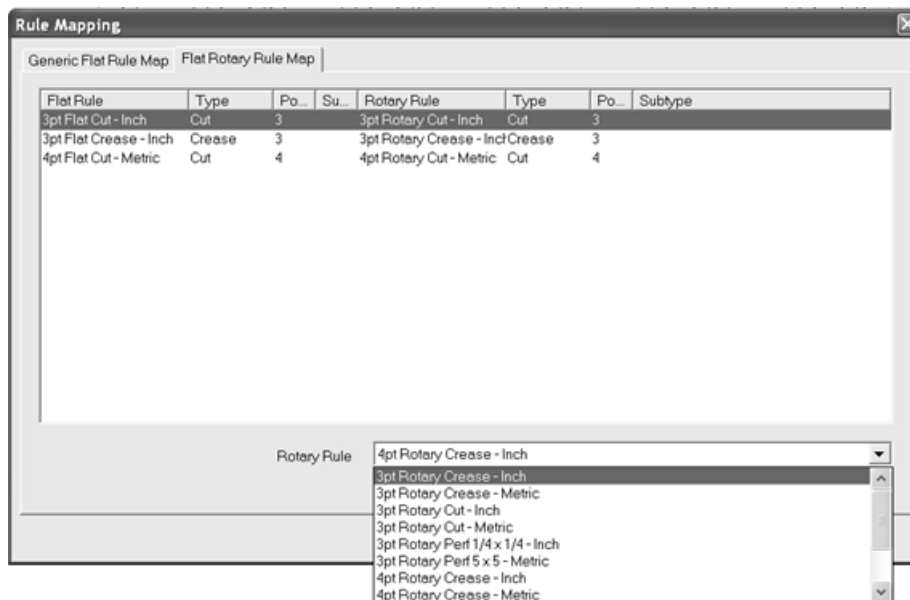 Rule Mapping
Generic Flat Rule Map Flat Rotary Rule Map
Flat Rule Type Po... Su... Rotary Rule Type Po... Subtype
3pt Flat Cut - Inch Cut 3 3pt Rotary Cut - Inch Cut 3
3pt Flat Crease - Inch Crease 3 3pt Rotary Crease - Incl Crease 3
4pt Flat Cut - Metric Cut 4 4pt Rotary Cut - Metric Cut 4
Rotary Rule 4pt Rotary Crease - Inch
3pt Rotary Crease - Inch
3pt Rotary Crease - Metric
3pt Rotary Cut - Inch
3pt Rotary Cut - Metric
3pt Rotary Perf 1/4 x 1/4 - Inch
3pt Rotary Perf 5 x 5 - Metric
4pt Rotary Crease - Inch
4pt Rotary Crease - Metric